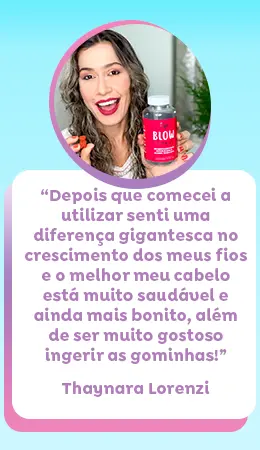 BLOW
“Depois que comecei a
utilizar senti uma
diferença gigantesca no
crescimento dos meus fios
e o melhor meu cabelo
está muito saudável e
ainda mais bonito, além
de ser muito gostoso
ingerir as gominhas!”
Thaynara Lorenzi